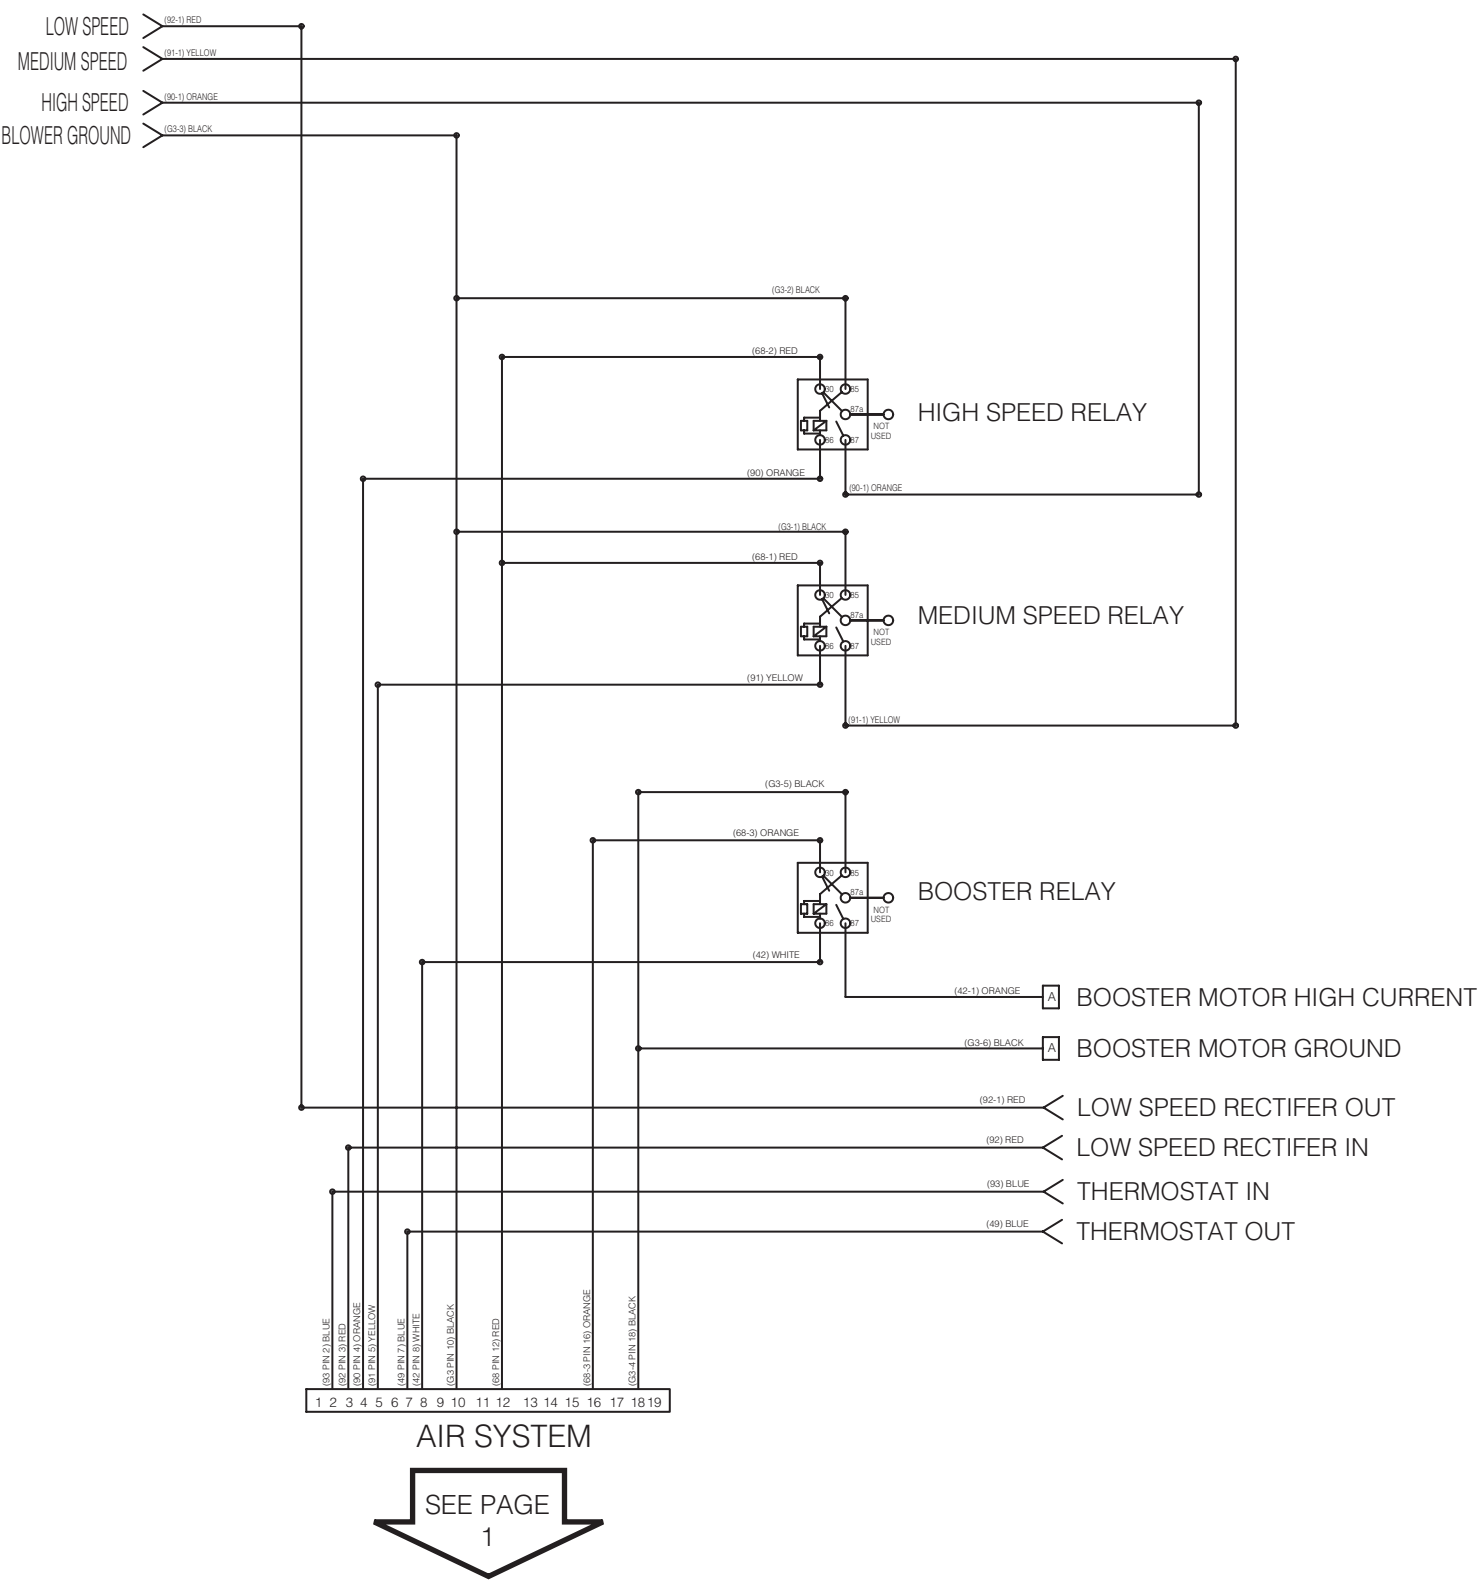 LOW SPEED
(92-1) RED
MEDIUM SPEED
(91-1) YELLOW
HIGH SPEED
(90-1) ORANGE
BLOWER GROUND
(G3-3) BLACK
(G3-2) BLACK
(68-2) RED
30
85
87a
HIGH SPEED RELAY
NOT
USED
86
87
(90) ORANGE
(90-1) ORANGE
(G3-1) BLACK
(68-1) RED
30
85
87a
MEDIUM SPEED RELAY
NOT
USED
86
87
(91) YELLOW
(91-1) YELLOW
(G3-5) BLACK
(68-3) ORANGE
30
85
87a
BOOSTER RELAY
NOT
USED
86
87
(42) WHITE
(42-1) ORANGE
A
BOOSTER MOTOR HIGH CURRENT
(G3-6) BLACK
A
BOOSTER MOTOR GROUND
(92-1) RED
LOW SPEED RECTIFER OUT
(92) RED
LOW SPEED RECTIFER IN
(93) BLUE
THERMOSTAT IN
(49) BLUE
THERMOSTAT OUT
(93 PIN 2) BLUE
(92 PIN 3) RED
(90 PIN 4) ORANGE
(91 PIN 5) YELLOW
(49 PIN 7) BLUE
(42 PIN 8) WHITE
(G3 PIN 10) BLACK
(68 PIN 12) RED
(68-3 PIN 16) ORANGE
(G3-4 PIN 18) BLACK
1 2 3 4 5 6 7 8 9 10 11 12 13 14 15 16 17 18 19
AIR SYSTEM
SEE PAGE
1